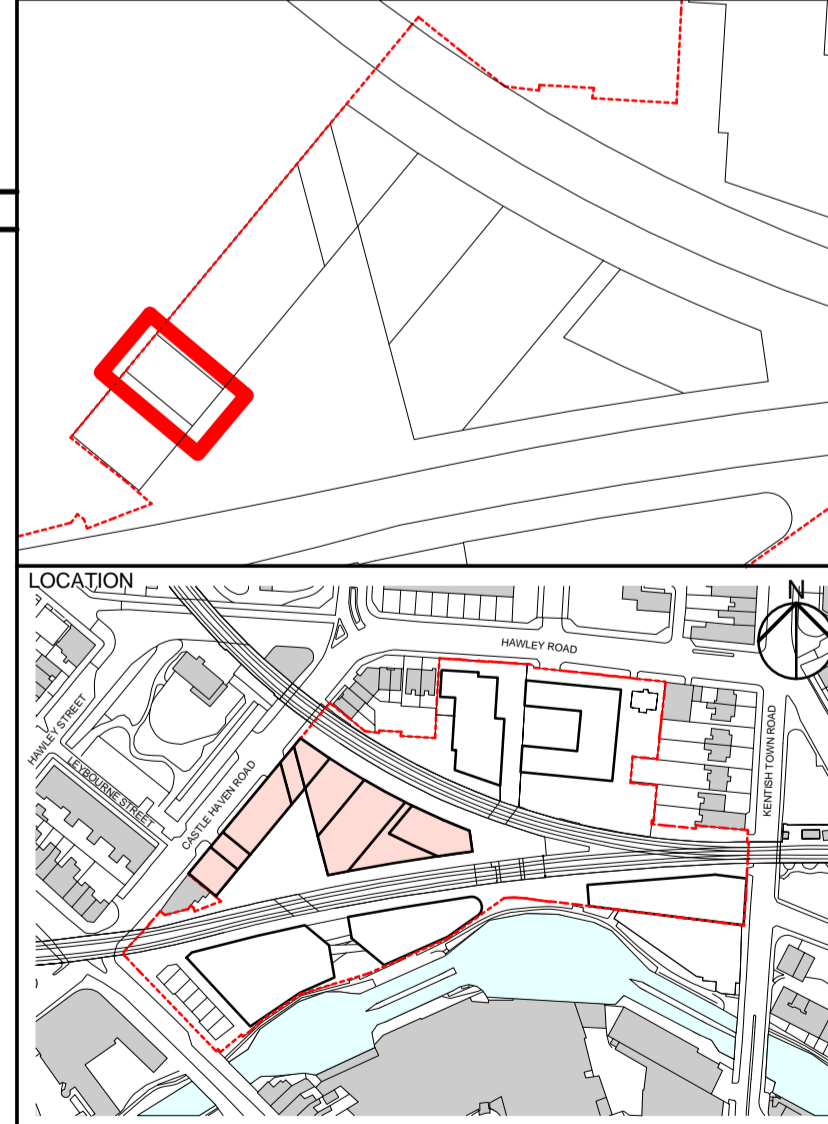 LOCATION
N
HAWLEY ROAD
HAWLEY STREET
LEYBOURNE STREET
CASTLE HAVEN ROAD
KENTISH TOWN ROAD